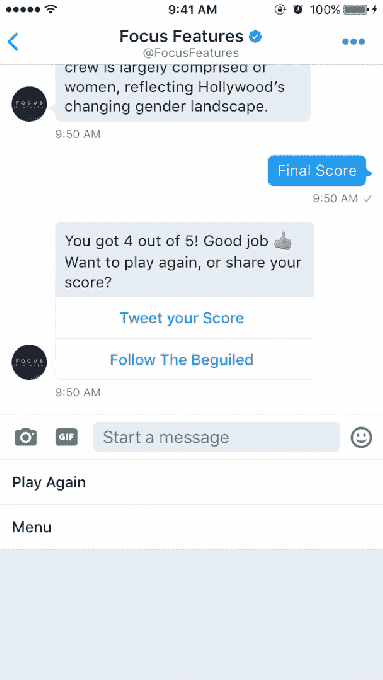 9:41 AM
100%
Focus Features
@FocusFeatures
crew is largely comprised of
women, reflecting Hollywood's
changing gender landscape.
FOCUS
9:50 AM
Final Score
9:50 AM
You got 4 out of 5! Good job
Want to play again, or share your
score?
Tweet your Score
Follow The Beguiled
FOCUS
9:50 AM
GIF
Start a message
Play Again
Menu